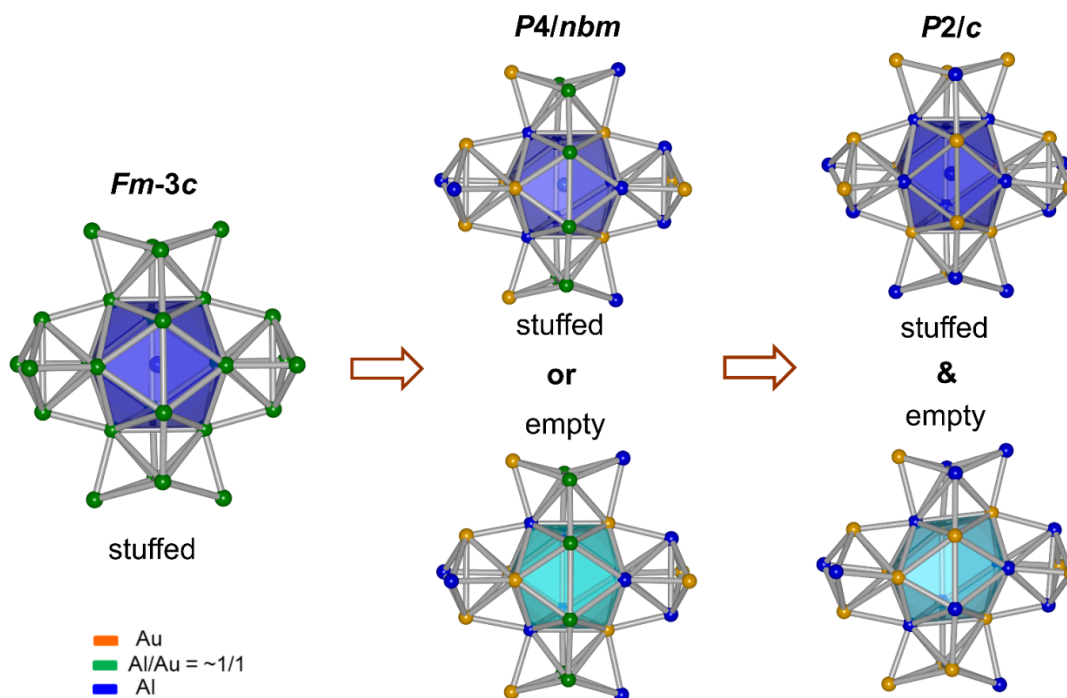 P4/nbm
P2/c
Fm-3c
stuffed
stuffed
or
&
empty
empty
stuffed
Au
Al/Au = ~1/1
Al